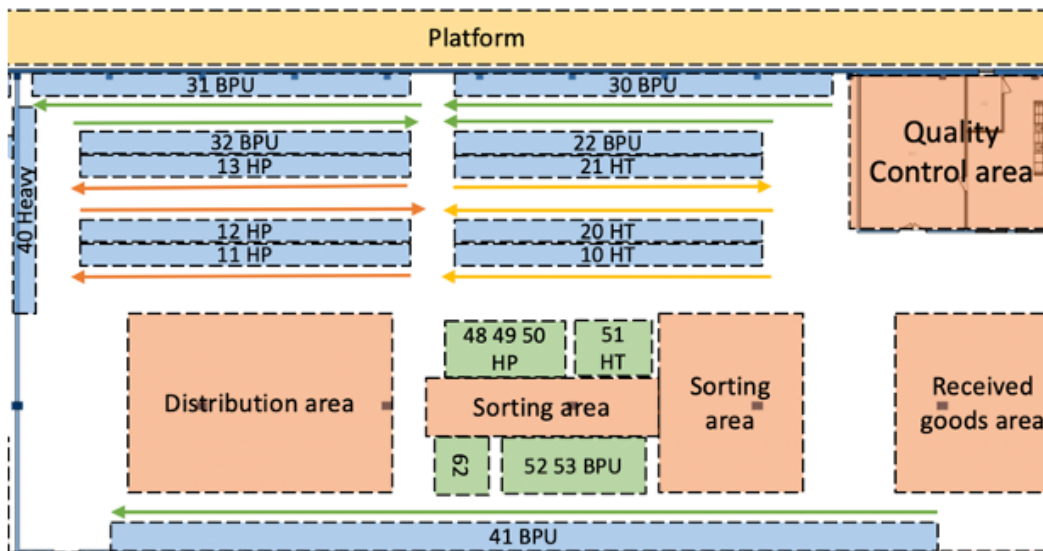 Platform
31 BPU
30 BPU
32 BPU
22 BPU
13 HP
21 HT
Quality
Control area
40 Heavy
12 HP
20 HT
11 HP
10 HT
48 49 50
HP
51
HT
Distribution area
Sorting area
Sorting
area
Received
goods area
62
52 53 BPU
41 BPU